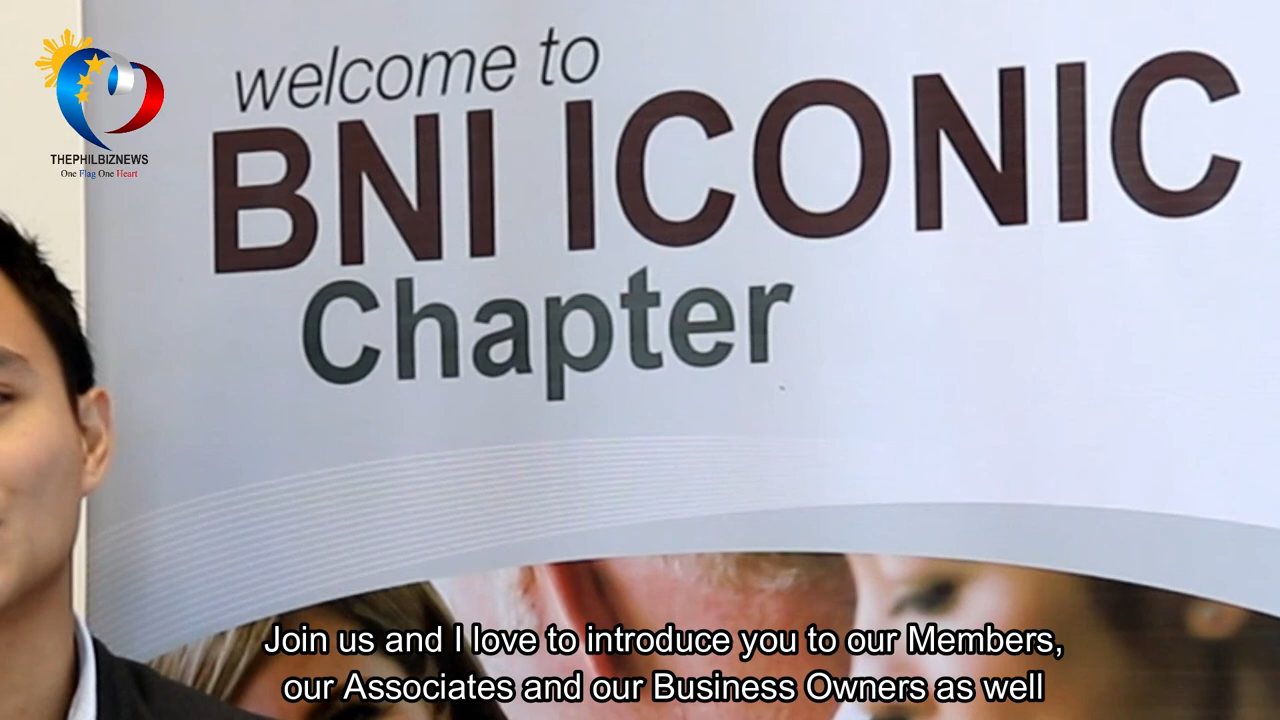 THEPHILBIZNEWS
One Flag One Heart
welcome to
BNI ICONIC
Chapter
Join us and I love to introduce you to our Members,
our Associates and our Business Owners as well